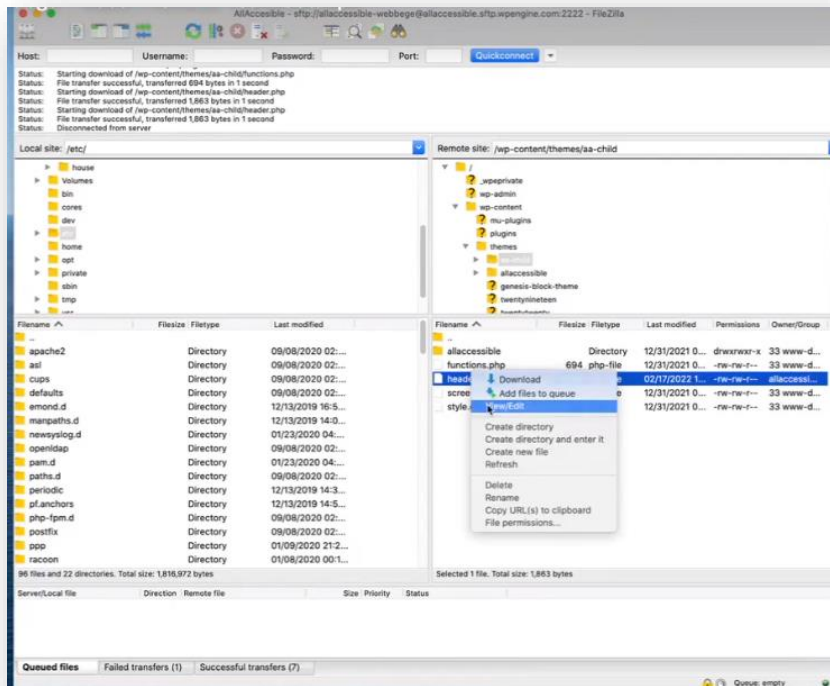 AllAccesible - sftp://allaccessible-webbege@allaccessible.sftp.wpengine.com:2222 - FileZilla
Host: Username: Password: Port: Quickconnect
Status: Starting download of /wp-content/themes/aa-child/functions.php
Status: File transfer successful, transferred 694 bytes in 1 second
Status: Starting download of /wp-content/themes/aa-child/header.php
Status: File transfer successful, transferred 1,863 bytes in 1 second
Status: Starting download of /wp-content/themes/aa-child/header.php
Status: File transfer successful, transferred 1,863 bytes in 1 second
Status: Disconnected from server
Local site: /etc/
house
Volumes
bin
cores
dev
home
opt
private
sbin
tmp
Remote site: /wp-content/themes/aa-child
/
_wpeprivate
wp-admin
wp-content
mu-plugins
plugins
themes
allaccessible
genesis-block-theme
twentynineteen
twentytwenty
Filename Filesize Filetype Last modified
..
apache2 Directory 09/08/2020 02:...
asl Directory 09/08/2020 02:...
cups Directory 09/08/2020 02:...
defaults Directory 09/08/2020 02:...
emond.d Directory 12/13/2019 16:5...
manpaths.d Directory 12/13/2019 14:0...
newsyslog.d Directory 01/23/2020 04:...
openldap Directory 09/08/2020 02:...
pam.d Directory 01/23/2020 04:...
paths.d Directory 09/08/2020 02:...
periodic Directory 12/13/2019 14:3...
pf.anchors Directory 12/13/2019 14:5...
php-fpm.d Directory 09/08/2020 02:...
postfix Directory 09/08/2020 02:...
ppp Directory 01/09/2020 21:2...
racoon Directory 01/08/2020 00:1...
96 files and 22 directories. Total size: 1,816,972 bytes
Filename Filesize Filetype Last modified Permissions Owner/Group
..
allaccessible Directory 12/31/2021 0... drwxrwxr-x 33 www-d...
functions.php 694 php-file 12/31/2021 0... -rw-rw-r-- 33 www-d...
heade 02/17/2022 1... -rw-rw-r-- allaccessi...
scree 12/31/2021 0... -rw-rw-r-- 33 www-d...
style. 12/31/2021 0... -rw-rw-r-- 33 www-d...
Download
Add files to queue
View/Edit
Create directory
Create directory and enter it
Create new file
Refresh
Delete
Rename
Copy URL(s) to clipboard
File permissions...
Selected 1 file. Total size: 1,863 bytes
Server/Local file Direction Remote file Size Priority Status
Queued files Failed transfers (1) Successful transfers (7)
Queue: empty